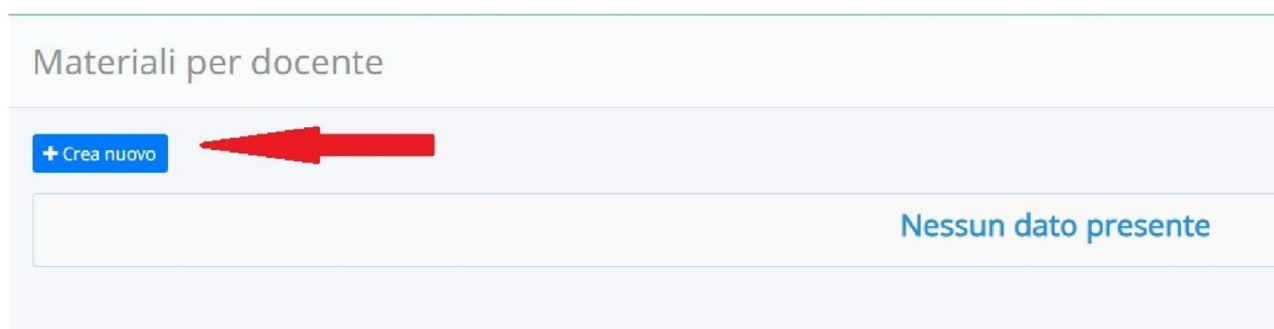 Materiali per docente
+ Crea nuovo
Nessun dato presente